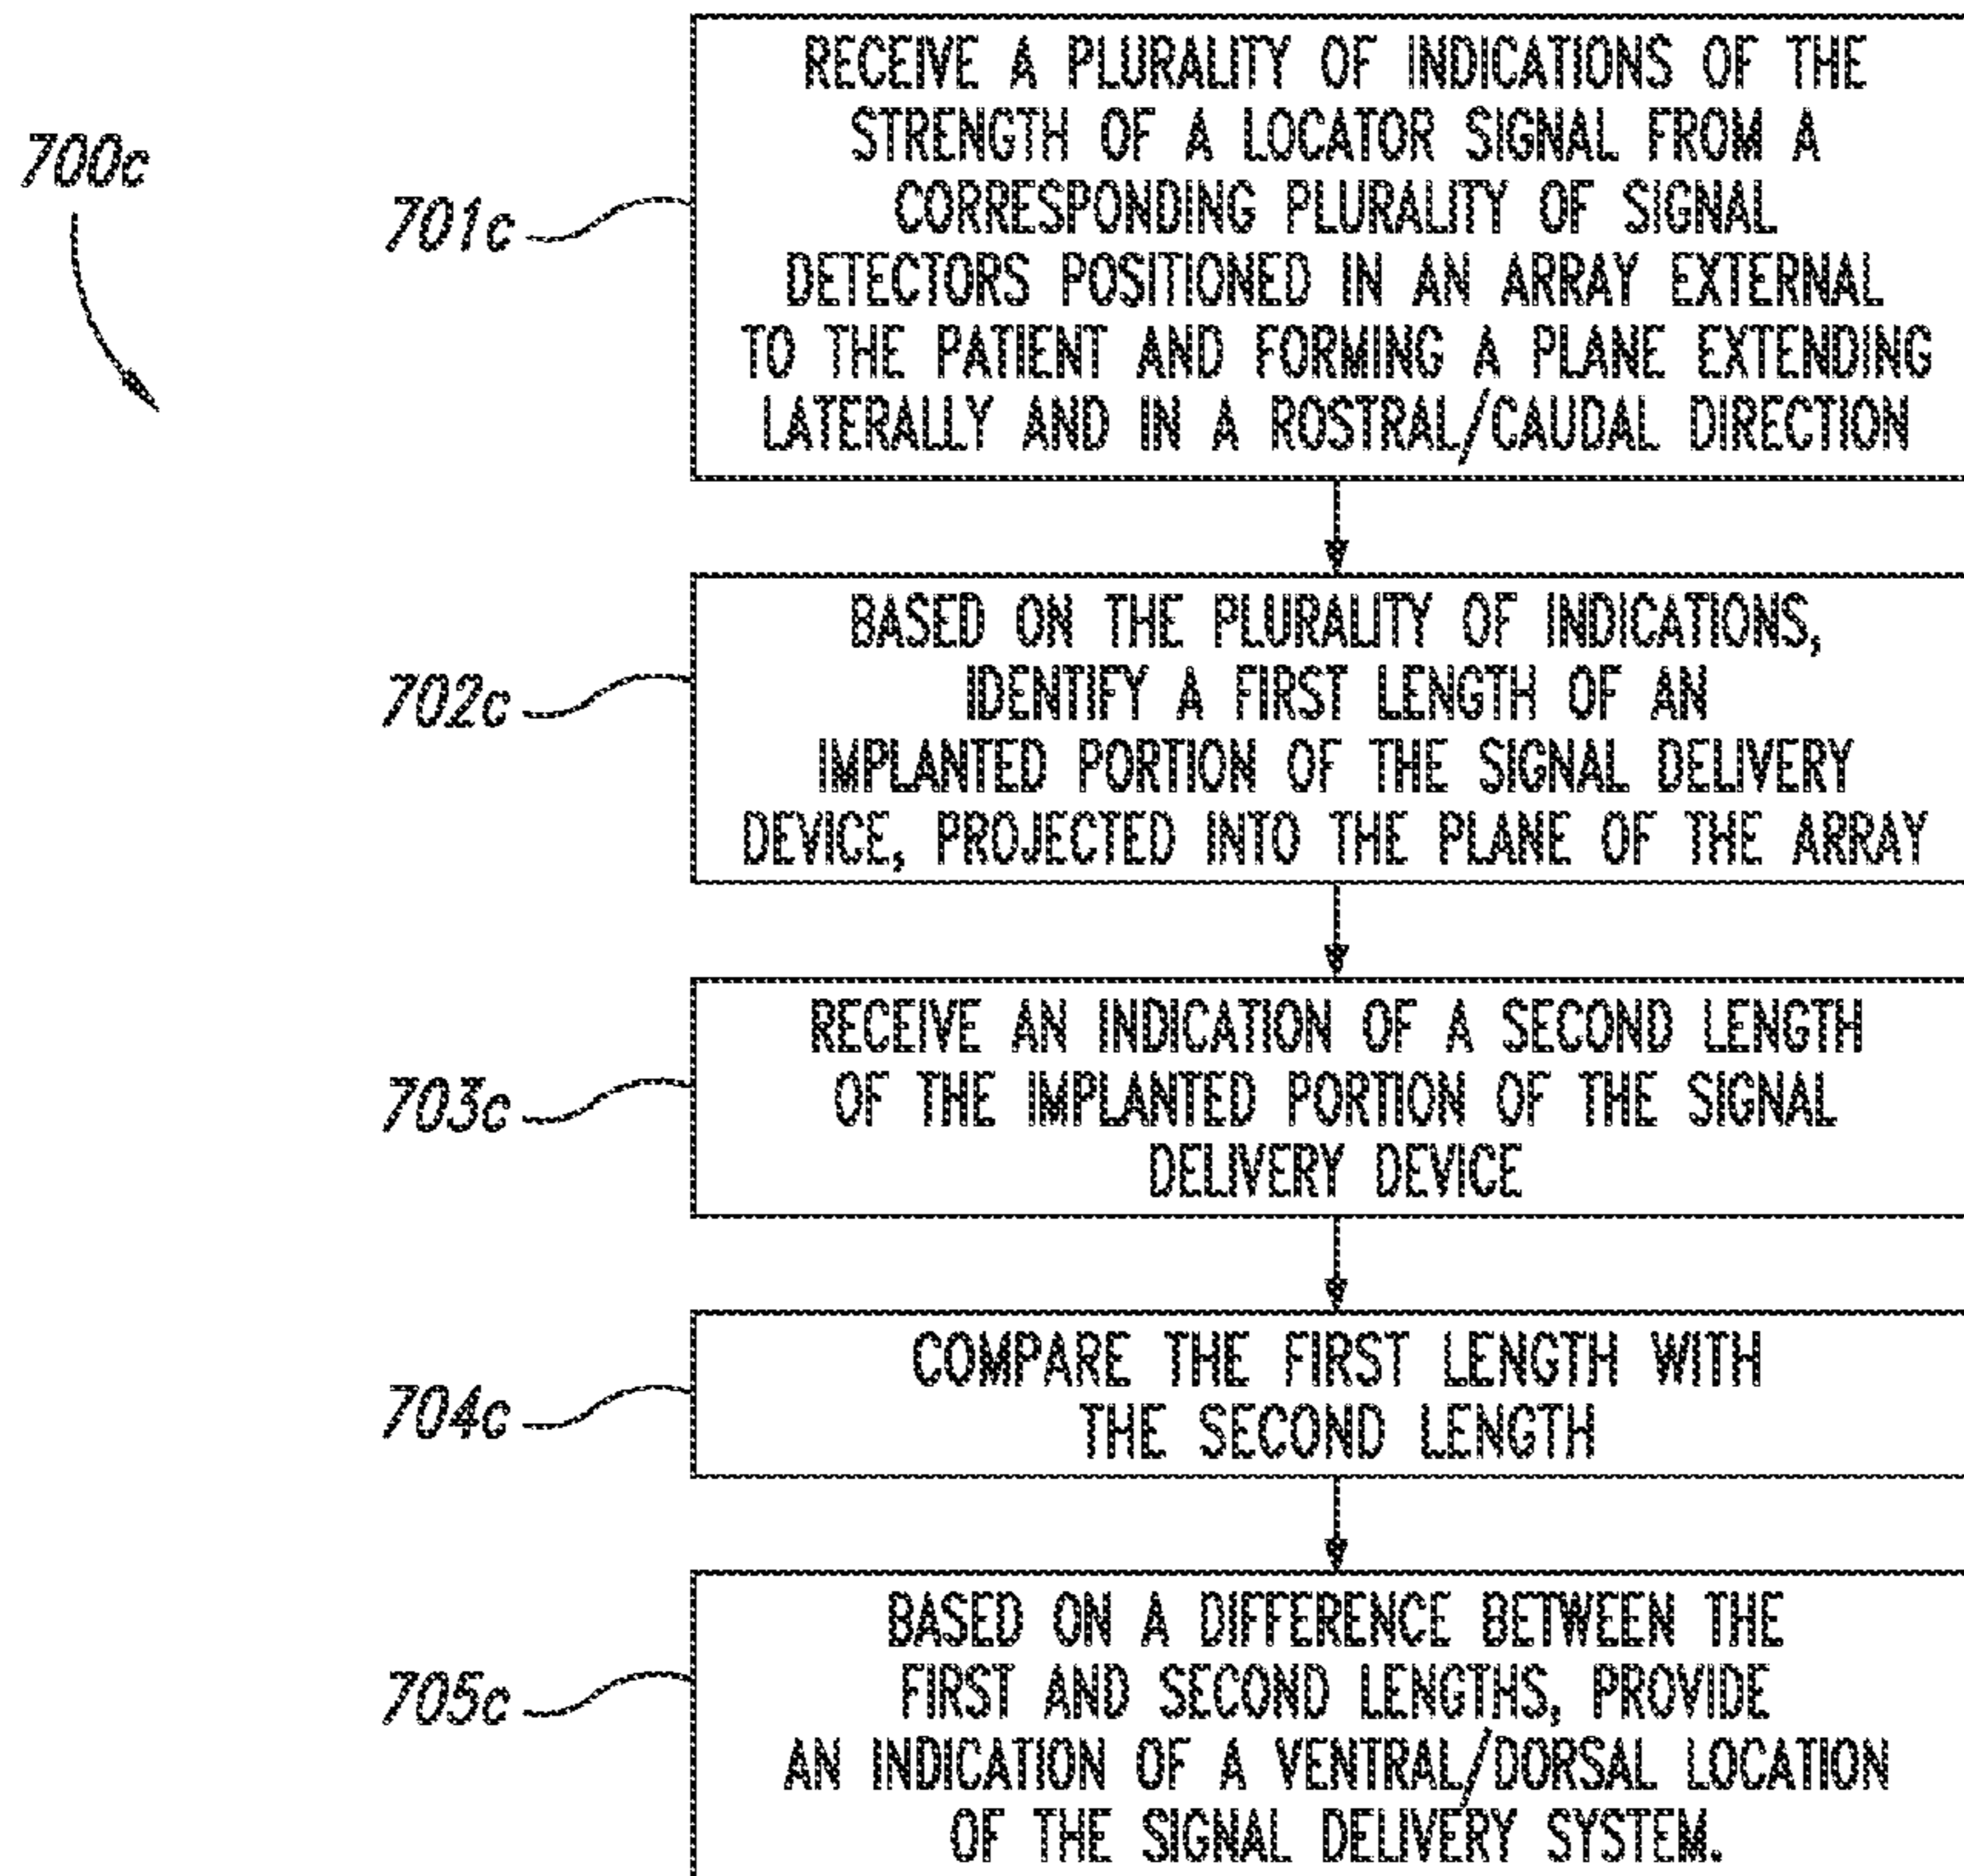 700c
701c
RECEIVE A PLURALITY OF INDICATIONS OF THE
STRENGTH OF A LOCATOR SIGNAL FROM A
CORRESPONDING PLURALITY OF SIGNAL
DETECTORS POSITIONED IN AN ARRAY EXTERNAL
TO THE PATIENT AND FORMING A PLANE EXTENDING
LATERALLY AND IN A ROSTRAL/CAUDAL DIRECTION
702c
BASED ON THE PLURALITY OF INDICATIONS,
IDENTIFY A FIRST LENGTH OF AN
IMPLANTED PORTION OF THE SIGNAL DELIVERY
DEVICE, PROJECTED INTO THE PLANE OF THE ARRAY
703c
RECEIVE AN INDICATION OF A SECOND LENGTH
OF THE IMPLANTED PORTION OF THE SIGNAL
DELIVERY DEVICE
704c
COMPARE THE FIRST LENGTH WITH
THE SECOND LENGTH
705c
BASED ON A DIFFERENCE BETWEEN THE
FIRST AND SECOND LENGTHS, PROVIDE
AN INDICATION OF A VENTRAL/DORSAL LOCATION
OF THE SIGNAL DELIVERY SYSTEM.